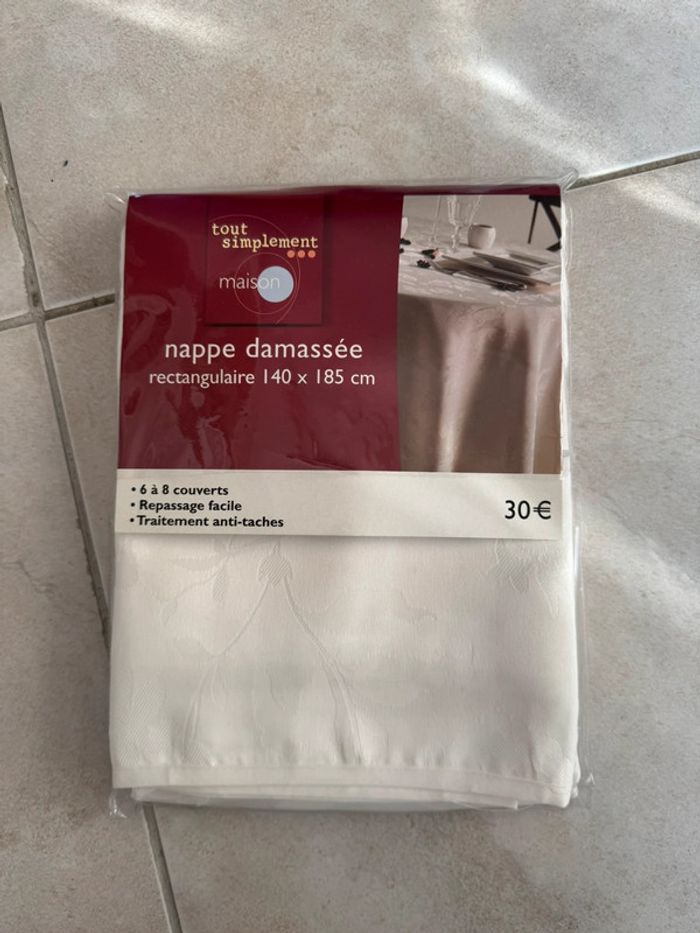 tout
simplement
maison
nappe damassée
rectangulaire 140 x 185 cm
• 6 à 8 couverts
• Repassage facile
• Traitement anti-taches
30€